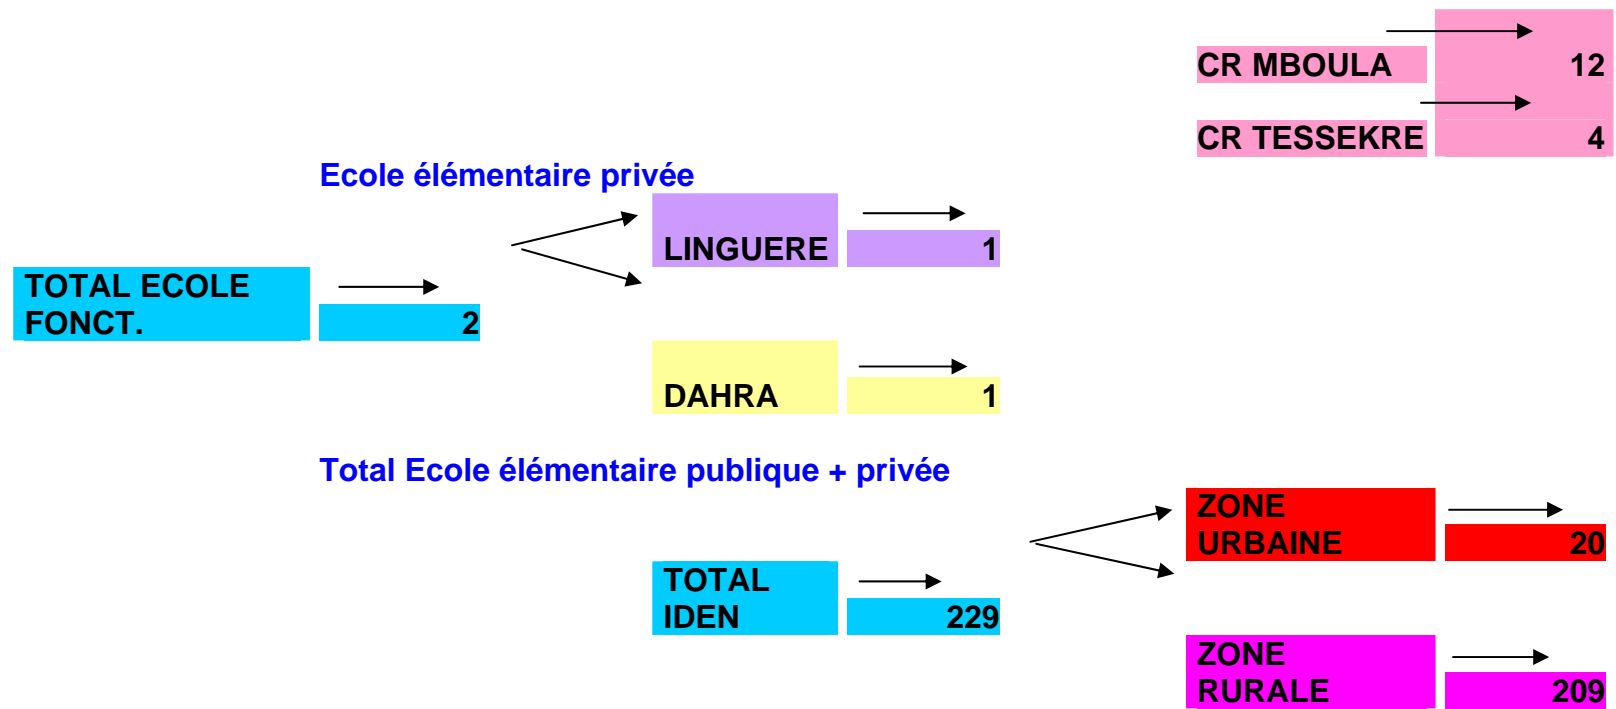 CR MBOULA 12
CR TESSEKRE 4
Ecole élémentaire privée
LINGUERE 1
TOTAL ECOLE
FONCT. 2
DAHRA 1
Total Ecole élémentaire publique + privée
ZONE
URBAINE 20
TOTAL
IDEN 229
ZONE
RURALE 209